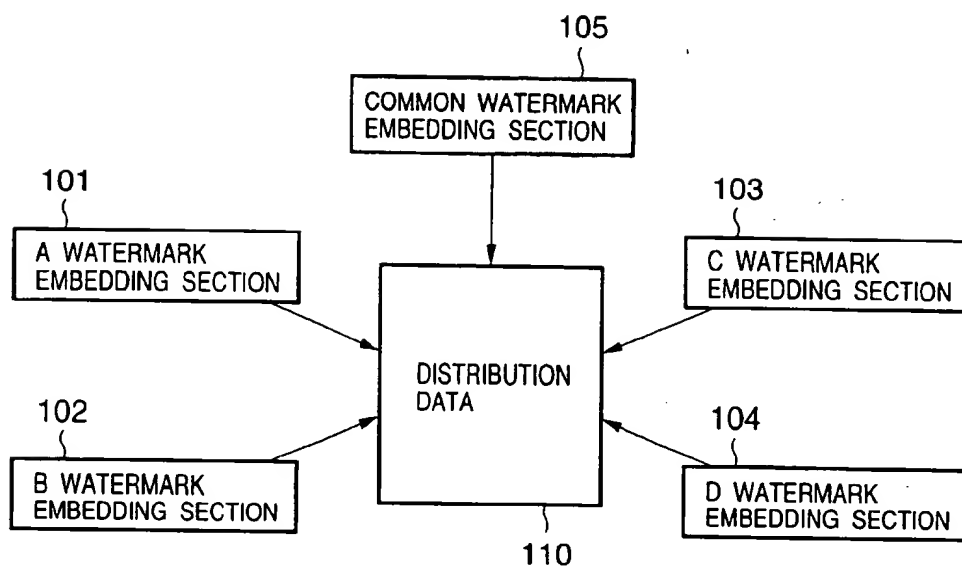 105
COMMON WATERMARK
EMBEDDING SECTION
101
A WATERMARK
EMBEDDING SECTION
103
C WATERMARK
EMBEDDING SECTION
DISTRIBUTION
DATA
102
B WATERMARK
EMBEDDING SECTION
104
D WATERMARK
EMBEDDING SECTION
110